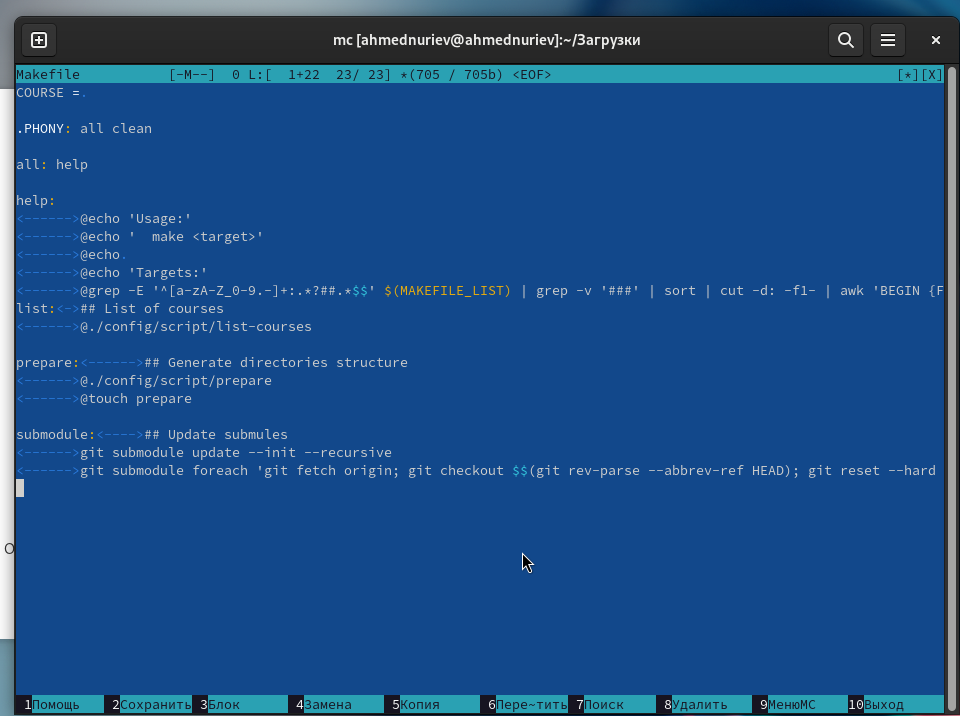 mc [ahmednuriev@ahmednuriev]:~/Загрузки
Makefile [-M--] 0 L:[ 1+22 23/ 23] *(705 / 705b) <EOF> [*][X]
COURSE =.
.PHONY: all clean
all: help
help:
<------>@echo 'Usage:'
<------>@echo '  make <target>'
<------>@echo.
<------>@echo 'Targets:'
<------>@grep -E '^[a-zA-Z_0-9.-]+:.*?##.*$$' $(MAKEFILE_LIST) | grep -v '###' | sort | cut -d: -f1- | awk 'BEGIN {F
list:<->## List of courses
<------>@./config/script/list-courses
prepare:<------>## Generate directories structure
<------>@./config/script/prepare
<------>@touch prepare
submodule:<---->## Update submules
<------>git submodule update --init --recursive
<------>git submodule foreach 'git fetch origin; git checkout $$(git rev-parse --abbrev-ref HEAD); git reset --hard
1Помощь 2Сохранить 3Блок 4Замена 5Копия 6Пере~тить 7Поиск 8Удалить 9МенюMC 10Выход